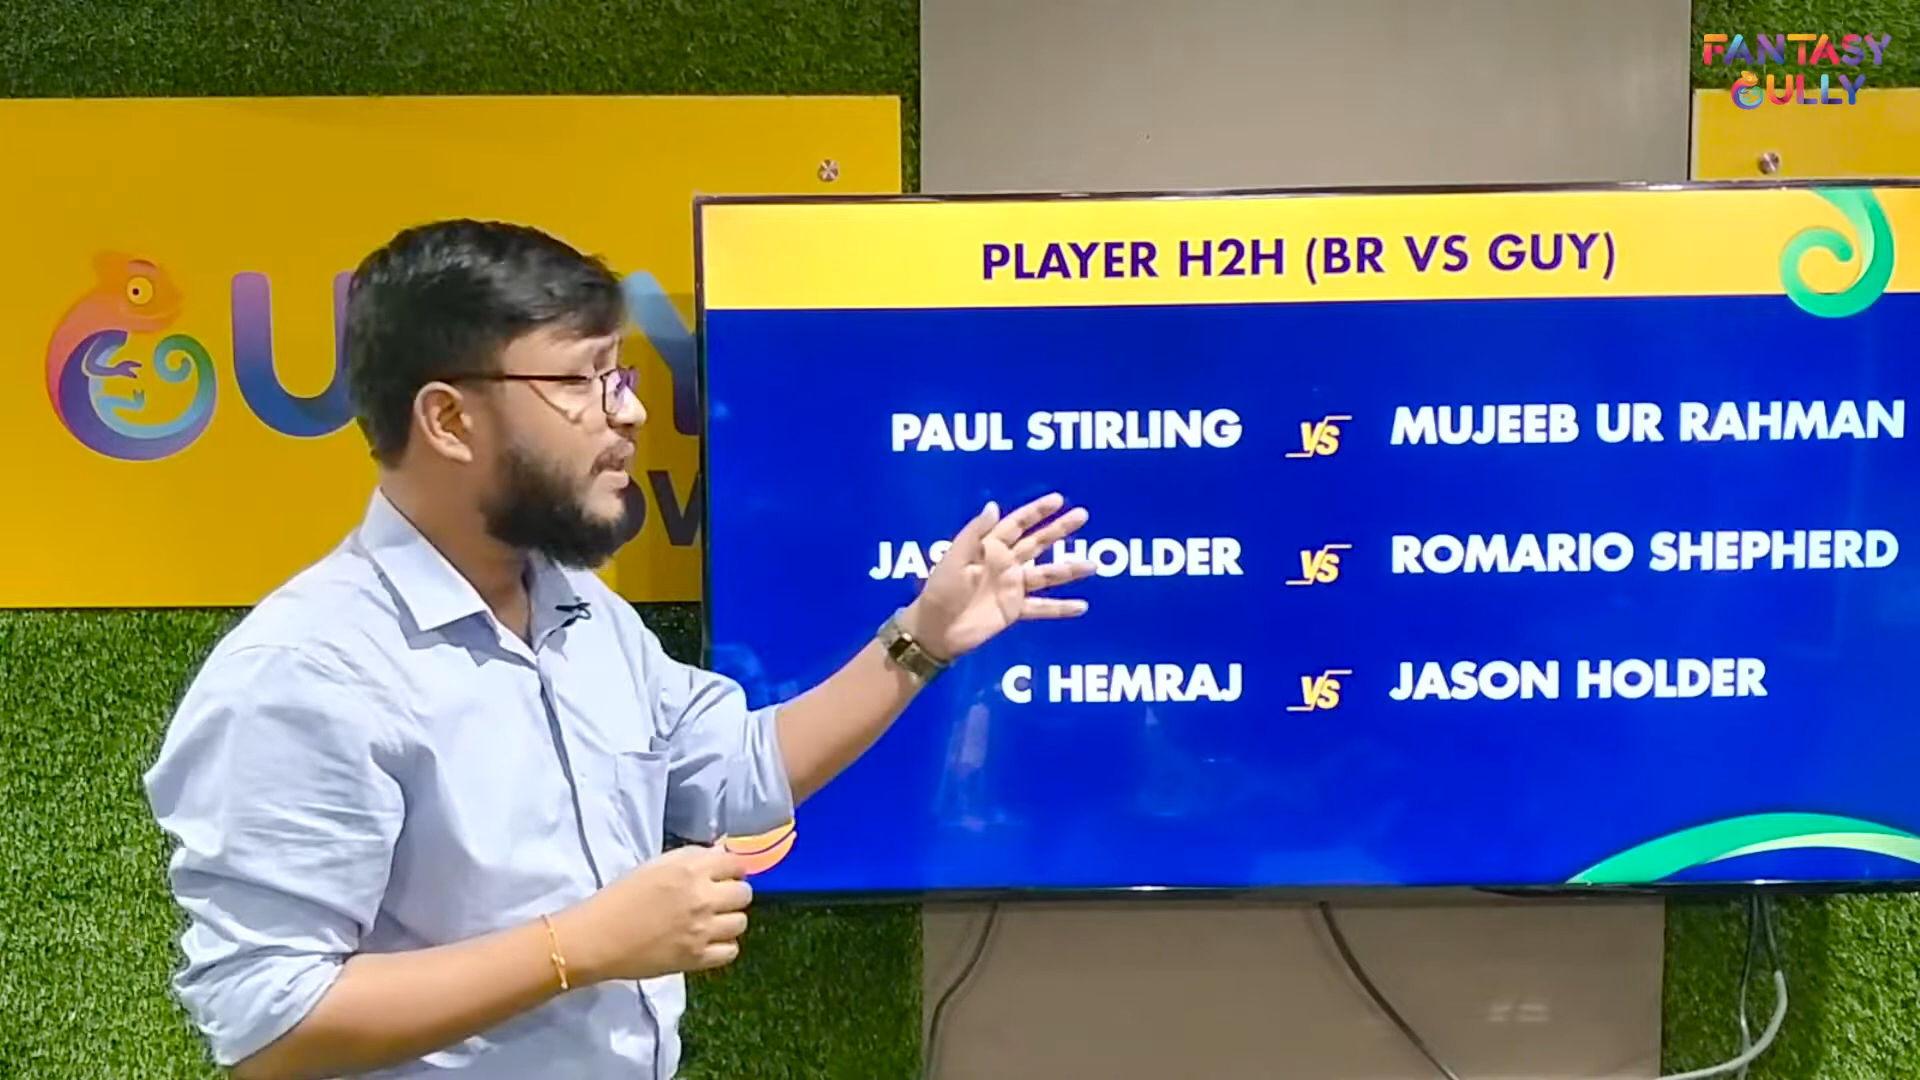 FANTASY
GULLY
PLAYER H2H (BR VS GUY)
PAUL STIRLING VS MUJEEB UR RAHMAN
HOLDER VS ROMARIO SHEPHERD
C HEMRAJ VS JASON HOLDER